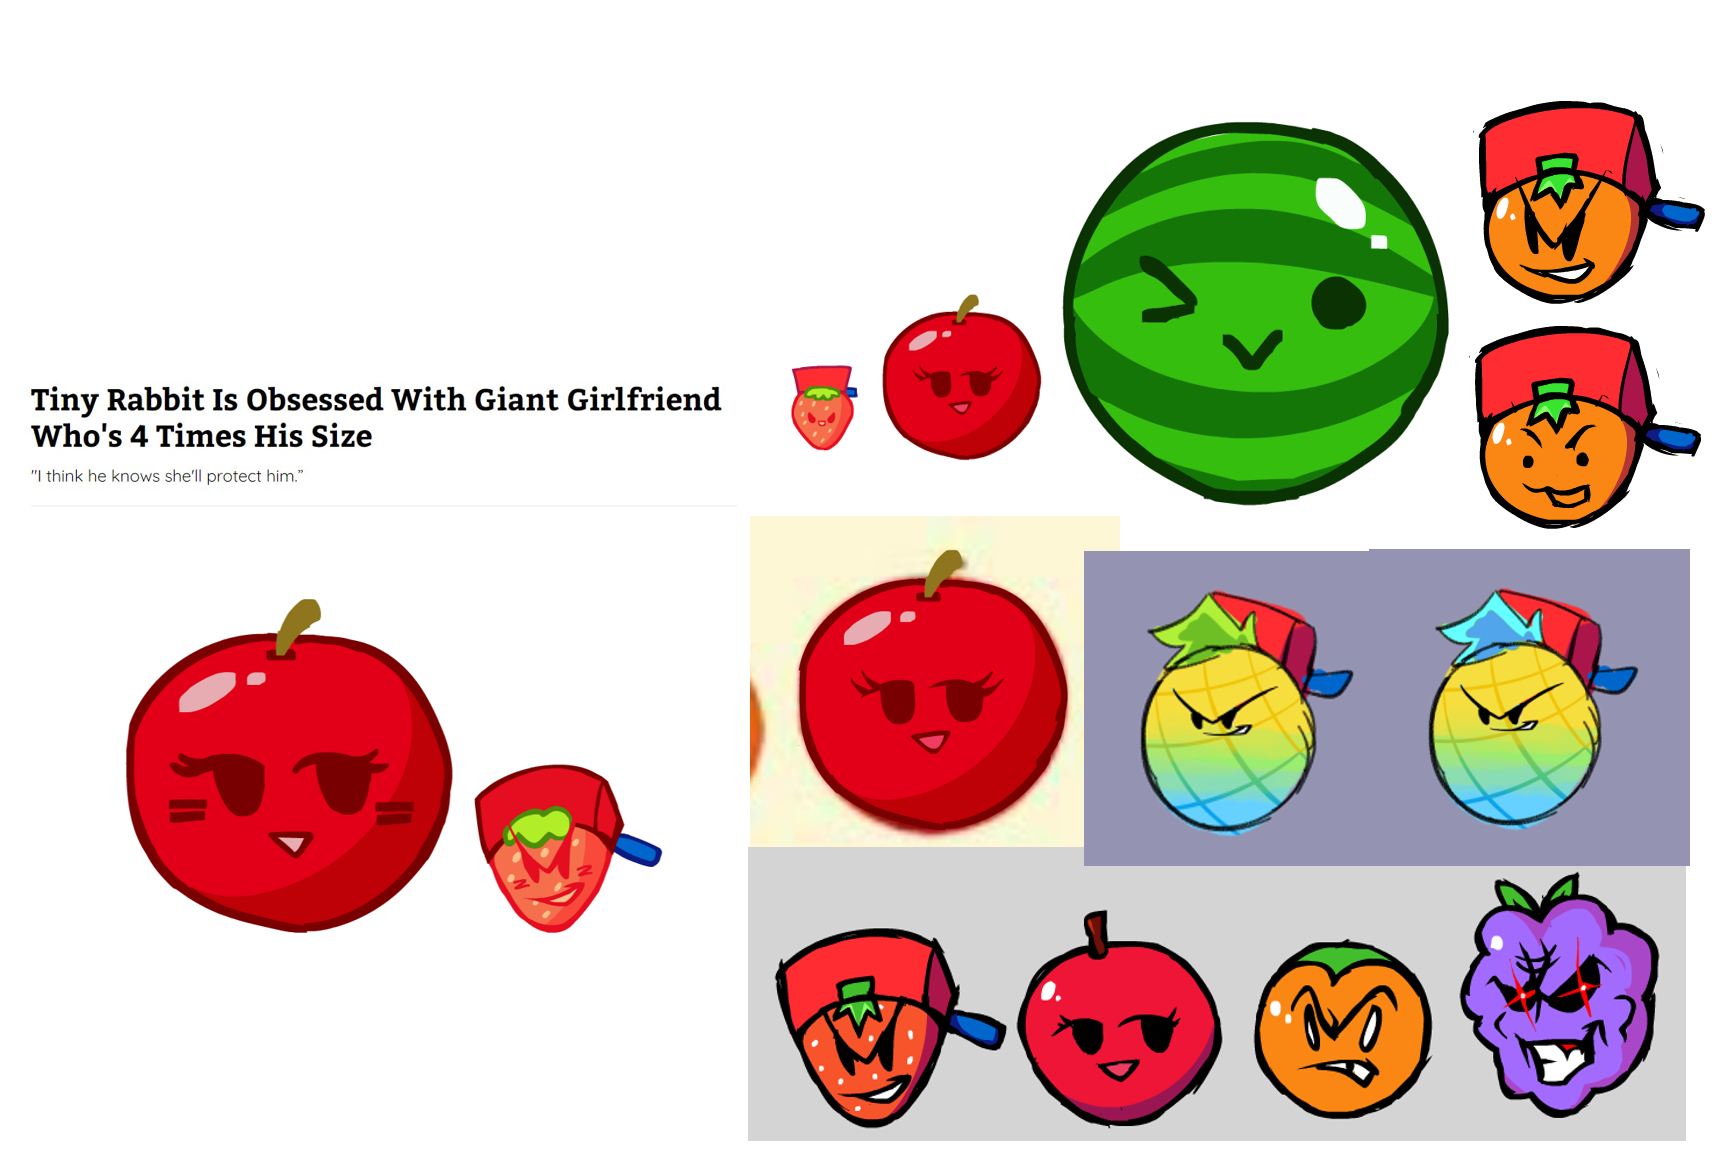 Tiny Rabbit Is Obsessed With Giant Girlfriend
Who's 4 Times His Size
"I think he knows she'll protect him.”